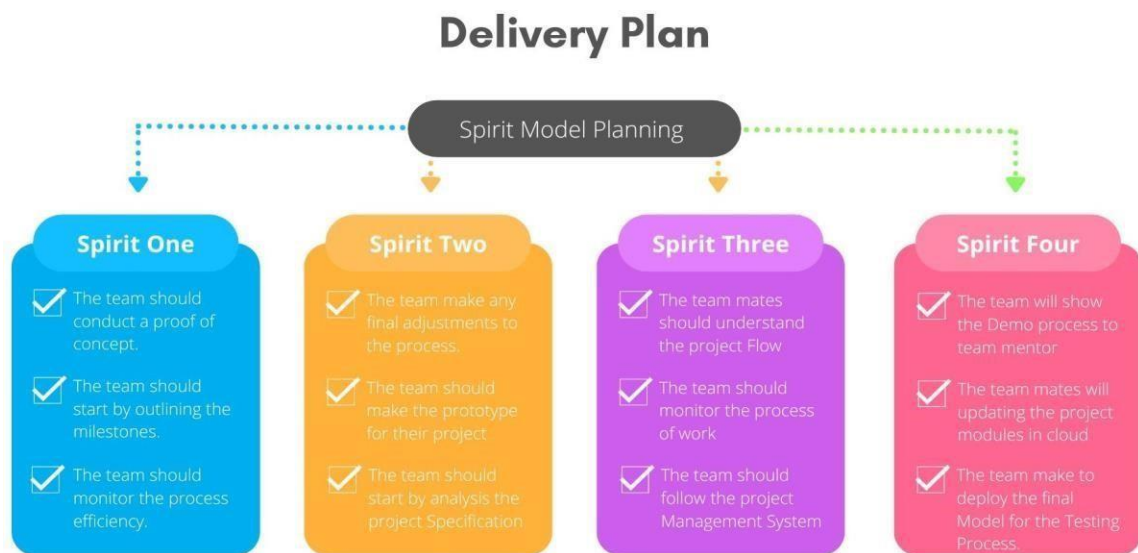 Delivery Plan
Spirit Model Planning
Spirit One
The team should
conduct a proof of
concept.
The team should
start by outlining the
milestones.
The team should
monitor the process
efficiency.
Spirit Two
The team make any
final adjustments to
the process.
The team should
make the prototype
for their project
The team should
start by analysis the
project Specification
Spirit Three
The team mates
should understand
the project Flow
The team should
monitor the process
of work
The team should
follow the project
Management System
Spirit Four
The team will show
the Demo process to
team mentor
The team mates will
updating the project
modules in cloud
The team make to
deploy the final
Model for the Testing
Process.